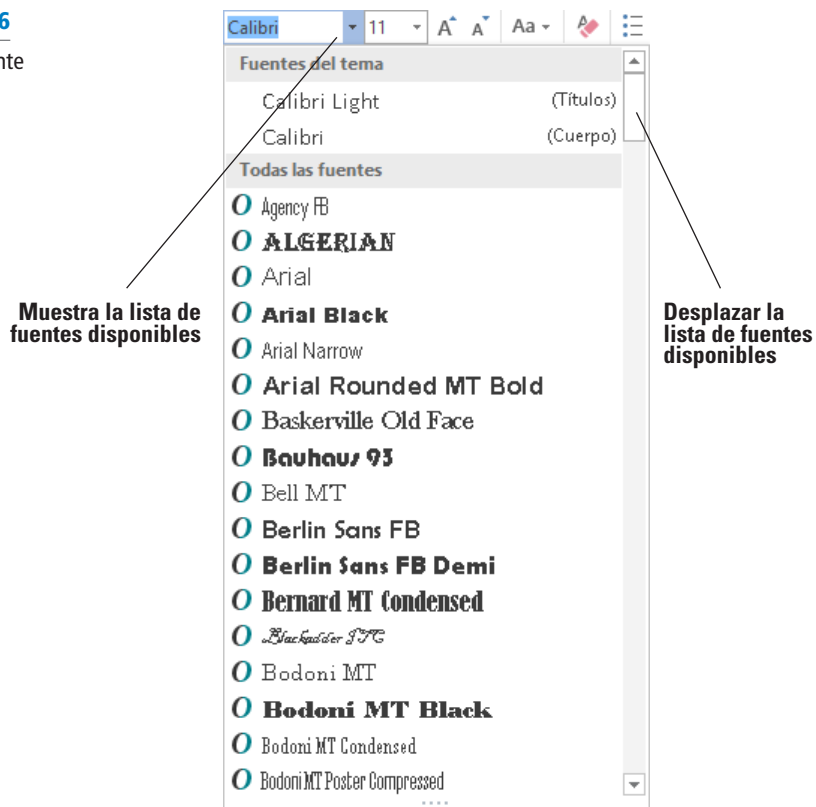 6
nte
Calibri 11 A A Aa
Fuentes del tema
Calibri Light (Títulos)
Calibri (Cuerpo)
Todas las fuentes
O Agency FB
O ALGERIAN
O Arial
O Arial Black
O Arial Narrow
O Arial Rounded MT Bold
O Baskerville Old Face
O Bauhaus 93
O Bell MT
O Berlin Sans FB
O Berlin Sans FB Demi
O Bernard MT Condensed
O Blackadder ITC
O Bodoni MT
O Bodoni MT Black
O Bodoni MT Condensed
O Bodoni MT Poster Compressed
Muestra la lista de
fuentes disponibles
Desplazar la
lista de fuentes
disponibles